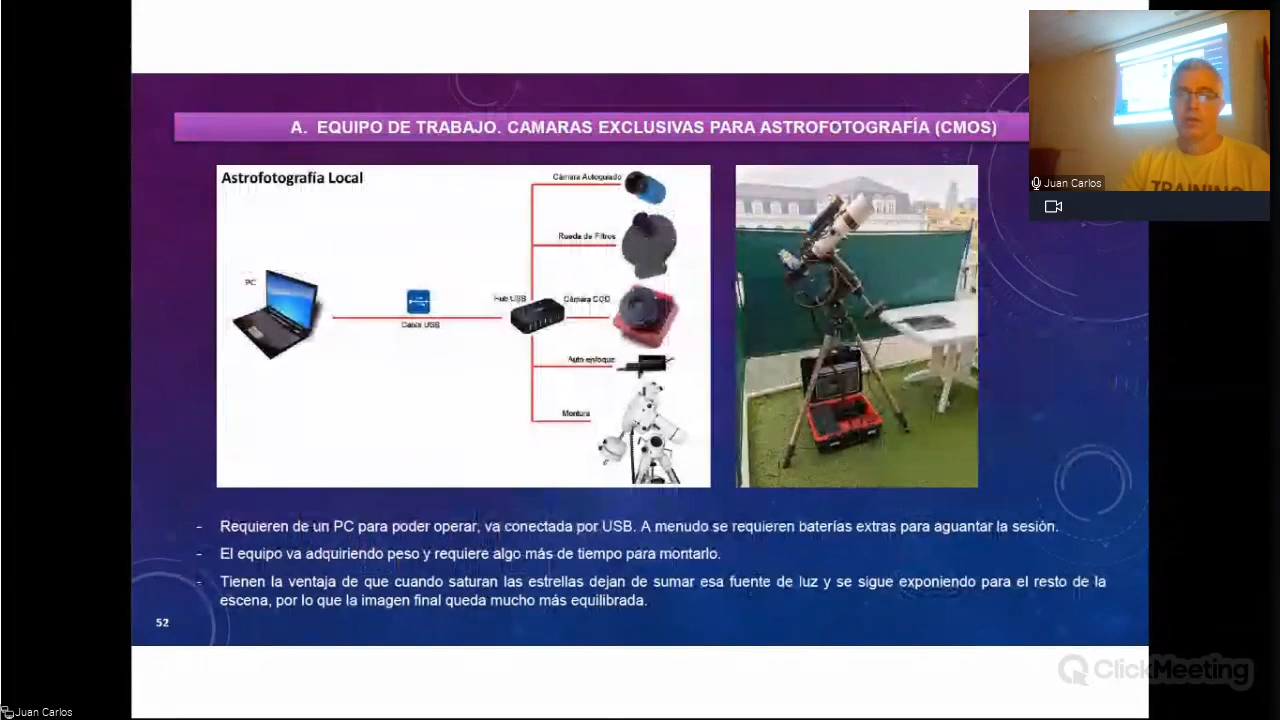 A. EQUIPO DE TRABAJO. CAMARAS EXCLUSIVAS PARA ASTROFOTOGRAFÍA (CMOS)
Astrofotografía Local
Cámara Autoguiado
Rueda de Filtros
PC
Hub USB
Cámara CCD
Cable USB
Auto enfoque
Montura
- Requieren de un PC para poder operar, va conectada por USB. A menudo se requieren baterías extras para aguantar la sesión.
- El equipo va adquiriendo peso y requiere algo más de tiempo para montarlo.
- Tienen la ventaja de que cuando saturan las estrellas dejan de sumar esa fuente de luz y se sigue exponiendo para el resto de la
escena, por lo que la imagen final queda mucho más equilibrada.
52
TRAINING
Juan Carlos
ClickMeeting
Juan Carlos